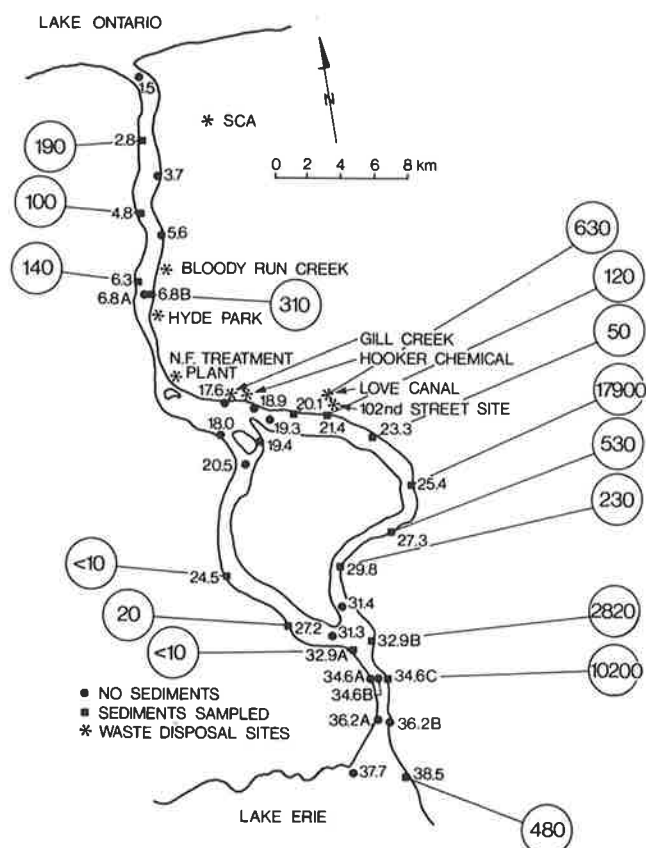 LAKE ONTARIO
1.5
* SCA
N
190
2.8
0 2 4 6 8 km
3.7
100
4.8
630
5.6
140
BLOODY RUN CREEK
120
6.3
6.8A
6.8B
310
HYDE PARK
50
GILL CREEK
N.F. TREATMENT
PLANT
HOOKER CHEMICAL
17900
17.6
LOVE CANAL
18.9
20.1
102nd STREET SITE
18.0
19.3
21.4
23.3
19.4
530
20.5
25.4
230
27.3
<10
24.5
29.8
31.4
20
27.2
31.3
2820
32.9B
<10
32.9A
34.6A
34.6C
10200
34.6B
NO SEDIMENTS
SEDIMENTS SAMPLED
* WASTE DISPOSAL SITES
36.2A
36.2B
37.7
38.5
LAKE ERIE
480